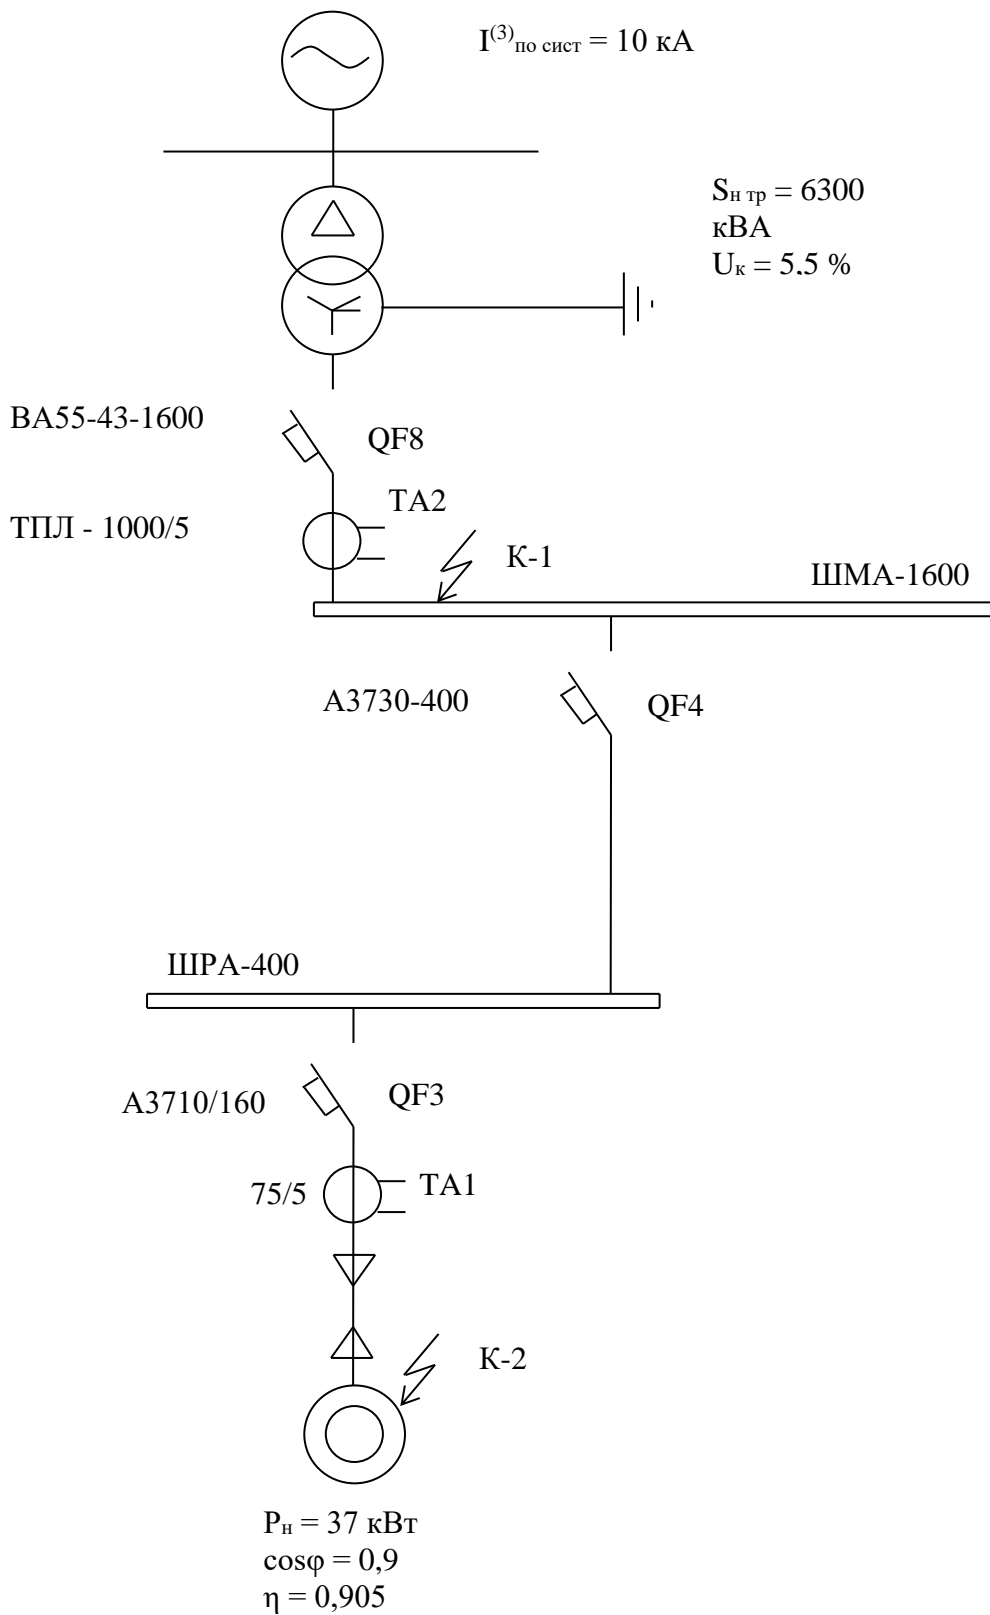 I⁽³⁾по сист = 10 кА
Sн тр = 6300
кВА
Uк = 5,5 %
ВА55-43-1600
QF8
ТА2
ТПЛ - 1000/5
К-1
ШМА-1600
А3730-400
QF4
ШРА-400
А3710/160
QF3
75/5
ТА1
К-2
Рн = 37 кВт
cosφ = 0,9
η = 0,905